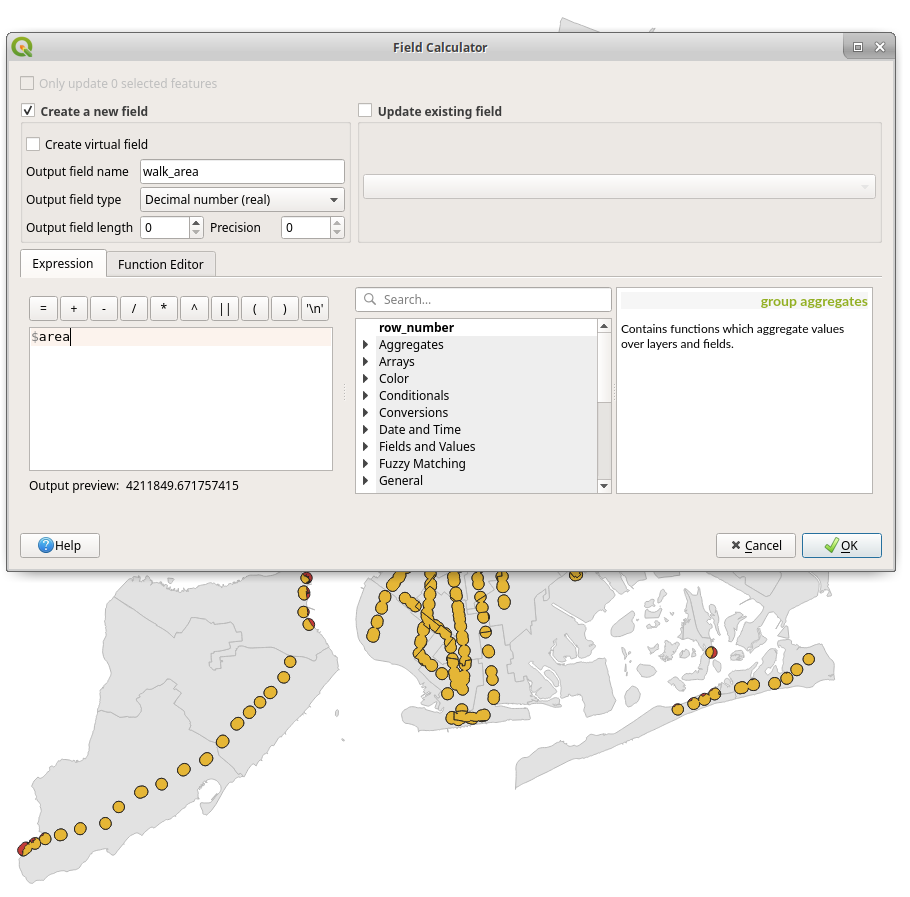 Field Calculator
Only update 0 selected features
Create a new field
Update existing field
Create virtual field
Output field name walk_area
Output field type Decimal number (real)
Output field length 0 Precision 0
Expression Function Editor
= + - / * ^ || ( ) '\n'
$area
Output preview: 4211849.671757415
Search...
row_number
Aggregates
Arrays
Color
Conditionals
Conversions
Date and Time
Fields and Values
Fuzzy Matching
General
group aggregates
Contains functions which aggregate values
over layers and fields.
Help
Cancel
OK